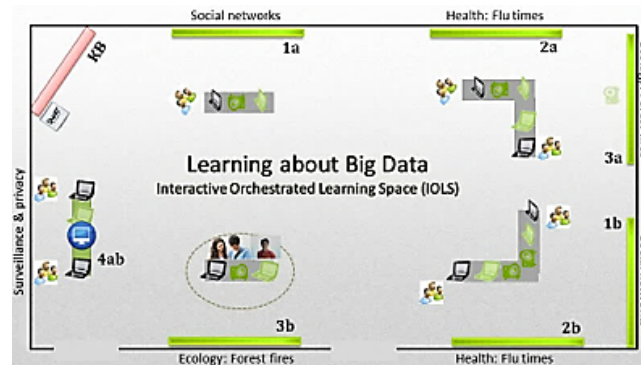 Social networks
Health: Flu times
1a
2a
KB
3a
Learning about Big Data
Interactive Orchestrated Learning Space (IOLS)
Surveillance & privacy
4ab
1b
3b
2b
Ecology: Forest fires
Health: Flu times